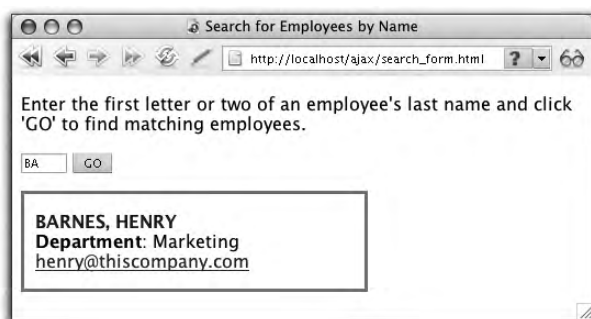 Search for Employees by Name
http://localhost/ajax/search_form.html
?
Enter the first letter or two of an employee's last name and click
'GO' to find matching employees.
BA GO
BARNES, HENRY
Department: Marketing
henry@thiscompany.com